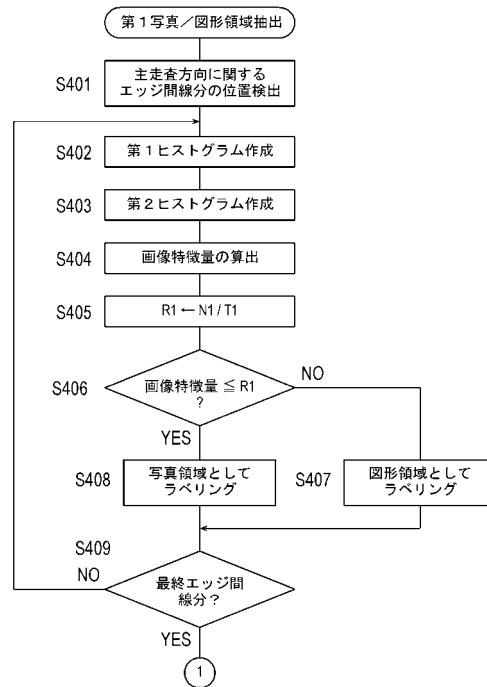 第１写真／図形領域抽出
S401
主走査方向に関する
エッジ間線分の位置検出
S402
第１ヒストグラム作成
S403
第２ヒストグラム作成
S404
画像特徴量の算出
S405
R1 ← N1 / T1
S406
画像特徴量 ≦ R1
?
NO
YES
S408
写真領域として
ラベリング
S407
図形領域として
ラベリング
S409
NO
最終エッジ間
線分？
YES
1